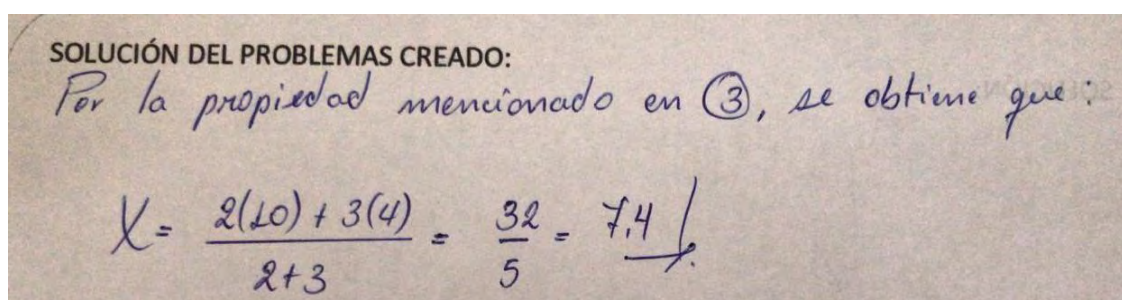 SOLUCIÓN DEL PROBLEMAS CREADO:
Por la propiedad mencionado en ③, se obtiene que:
X = 2(10) + 3(4) / 2+3 = 32 / 5 = 7,4